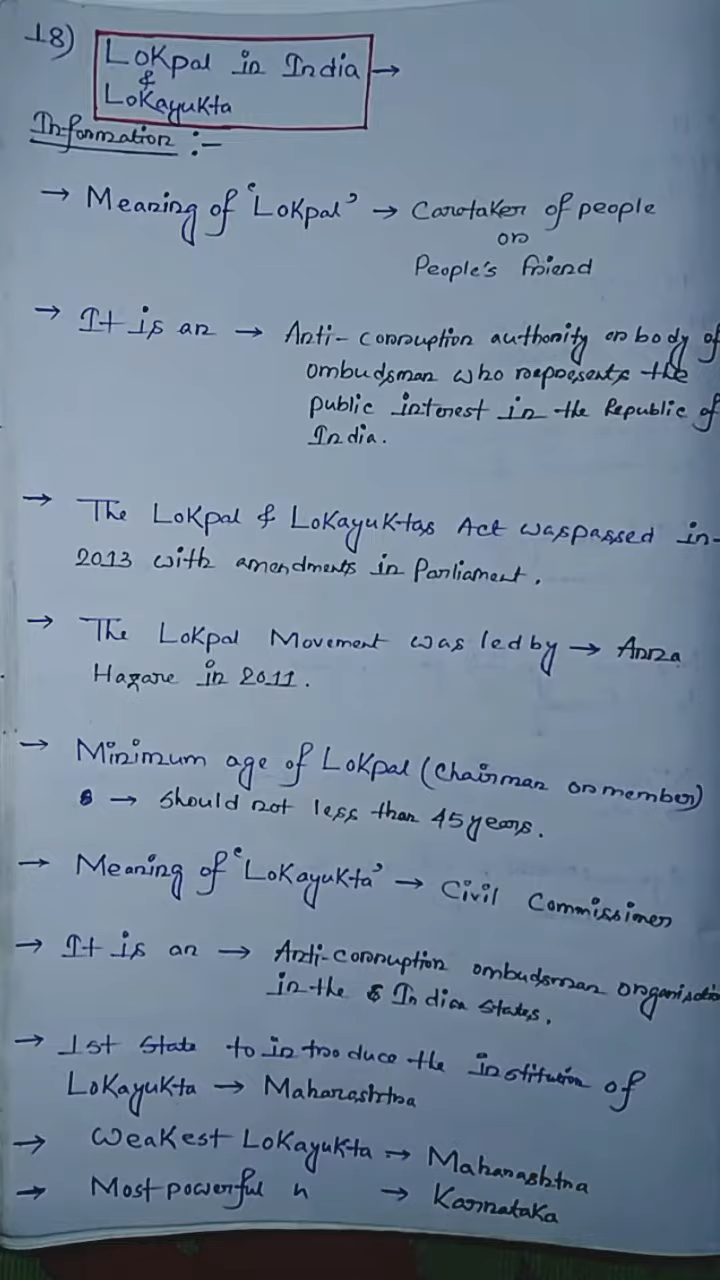 18) Lokpal in India →
&
Lokayukta
Information :-
→ Meaning of 'Lokpal' → Carotaker of people
or
People's friend
→ It is an → Anti-corruption authority or body of
ombudsman who represents the
public interest in the Republic of
India.
→ The Lokpal & Lokayuktas Act was passed in-
2013 with amendments in Parliament.
→ The Lokpal Movement was led by → Anna
Hazare in 2011.
→ Minimum age of Lokpal (Chairman or member)
→ should not less than 45 years.
→ Meaning of 'Lokayukta' → Civil Commissioner
→ It is an → Anti-corruption ombudsman organisatio
in the Indian States.
→ 1st state to introduce the institution of
Lokayukta → Maharashtra
→ Weakest Lokayukta → Maharashtra
→ Most powerful " → Karnataka